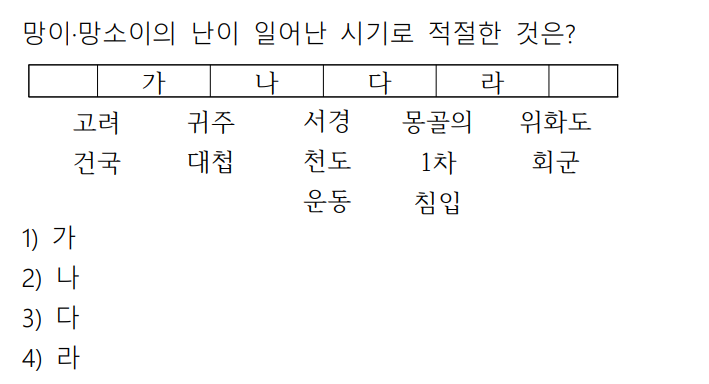 망이·망소이의 난이 일어난 시기로 적절한 것은?
가 나 다 라
고려 귀주 서경 몽골의 위화도
건국 대첩 천도 1차 회군
운동 침입
1) 가
2) 나
3) 다
4) 라